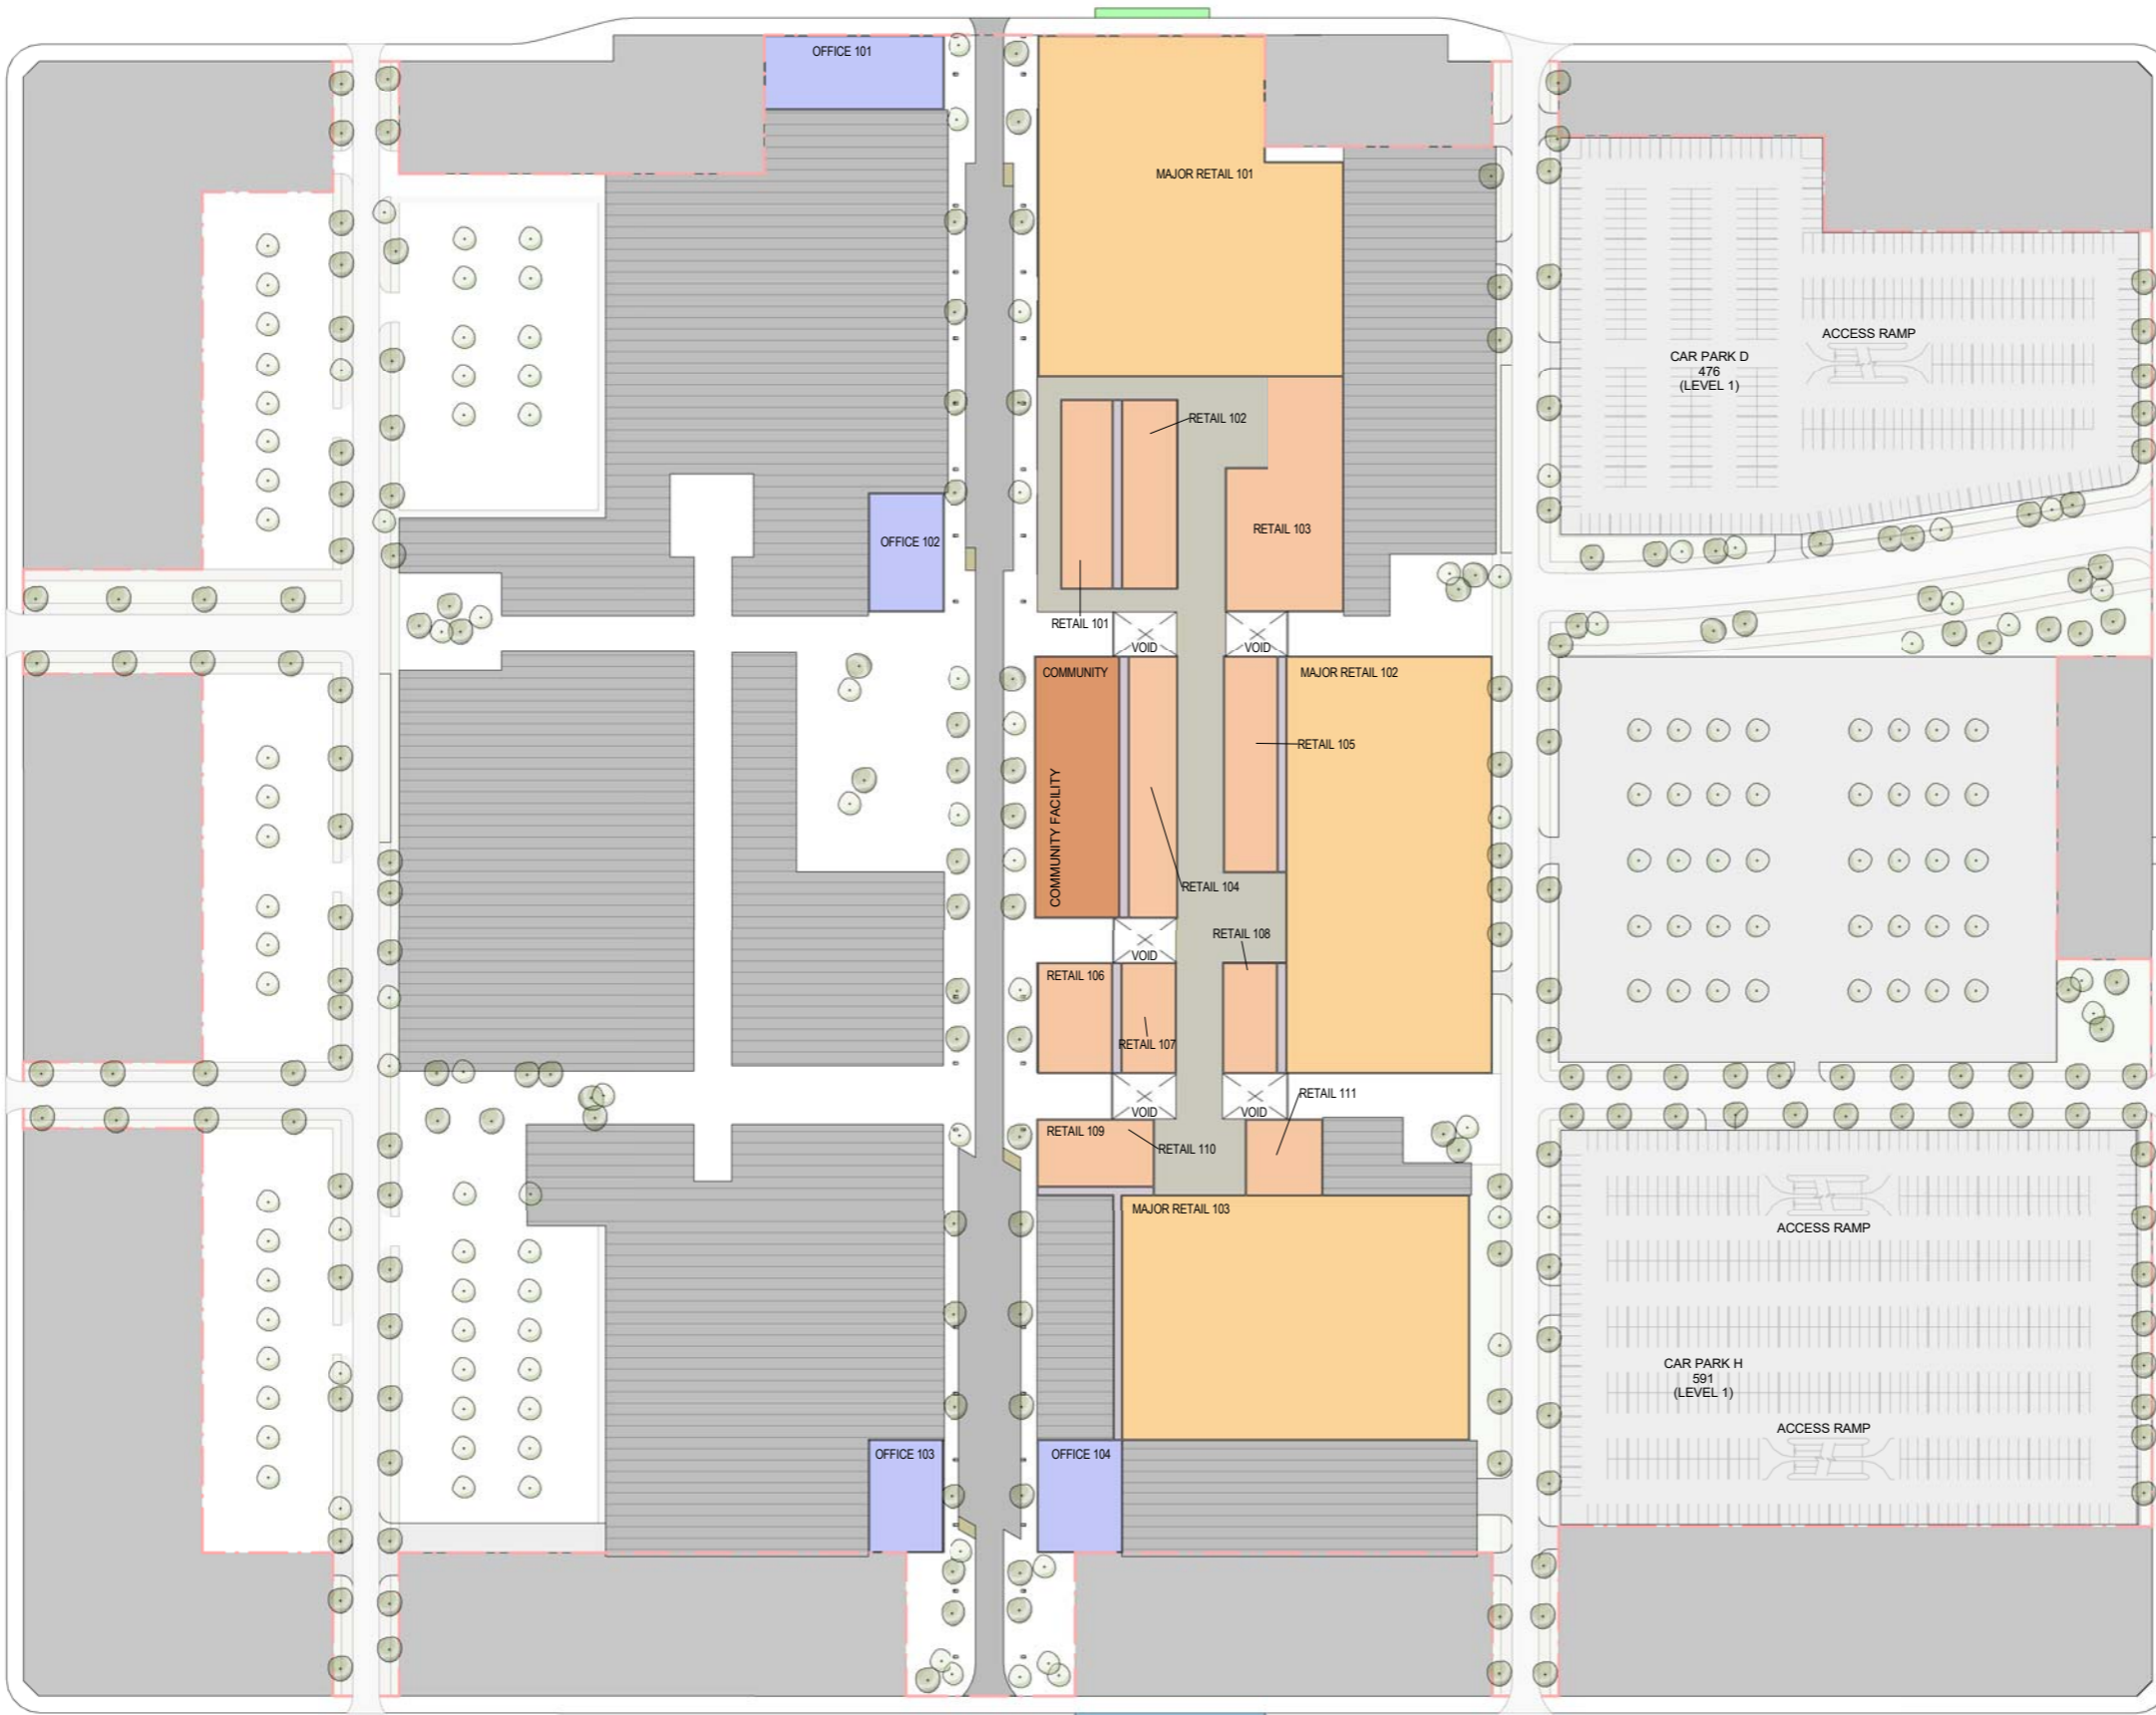 OFFICE 101
MAJOR RETAIL 101
ACCESS RAMP
CAR PARK D
476
(LEVEL 1)
RETAIL 102
RETAIL 103
OFFICE 102
RETAIL 101
VOID
VOID
COMMUNITY
MAJOR RETAIL 102
RETAIL 105
COMMUNITY FACILITY
RETAIL 104
RETAIL 108
VOID
RETAIL 106
RETAIL 107
RETAIL 111
VOID
VOID
RETAIL 109
RETAIL 110
MAJOR RETAIL 103
ACCESS RAMP
CAR PARK H
591
(LEVEL 1)
ACCESS RAMP
OFFICE 103
OFFICE 104